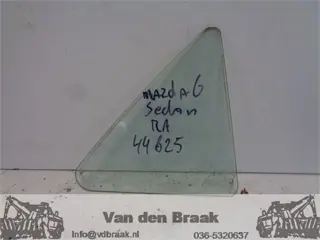 MAZDA 6
Sedan
RA
44625
Van den Braak
info@vdbraak.nl
036-5320637